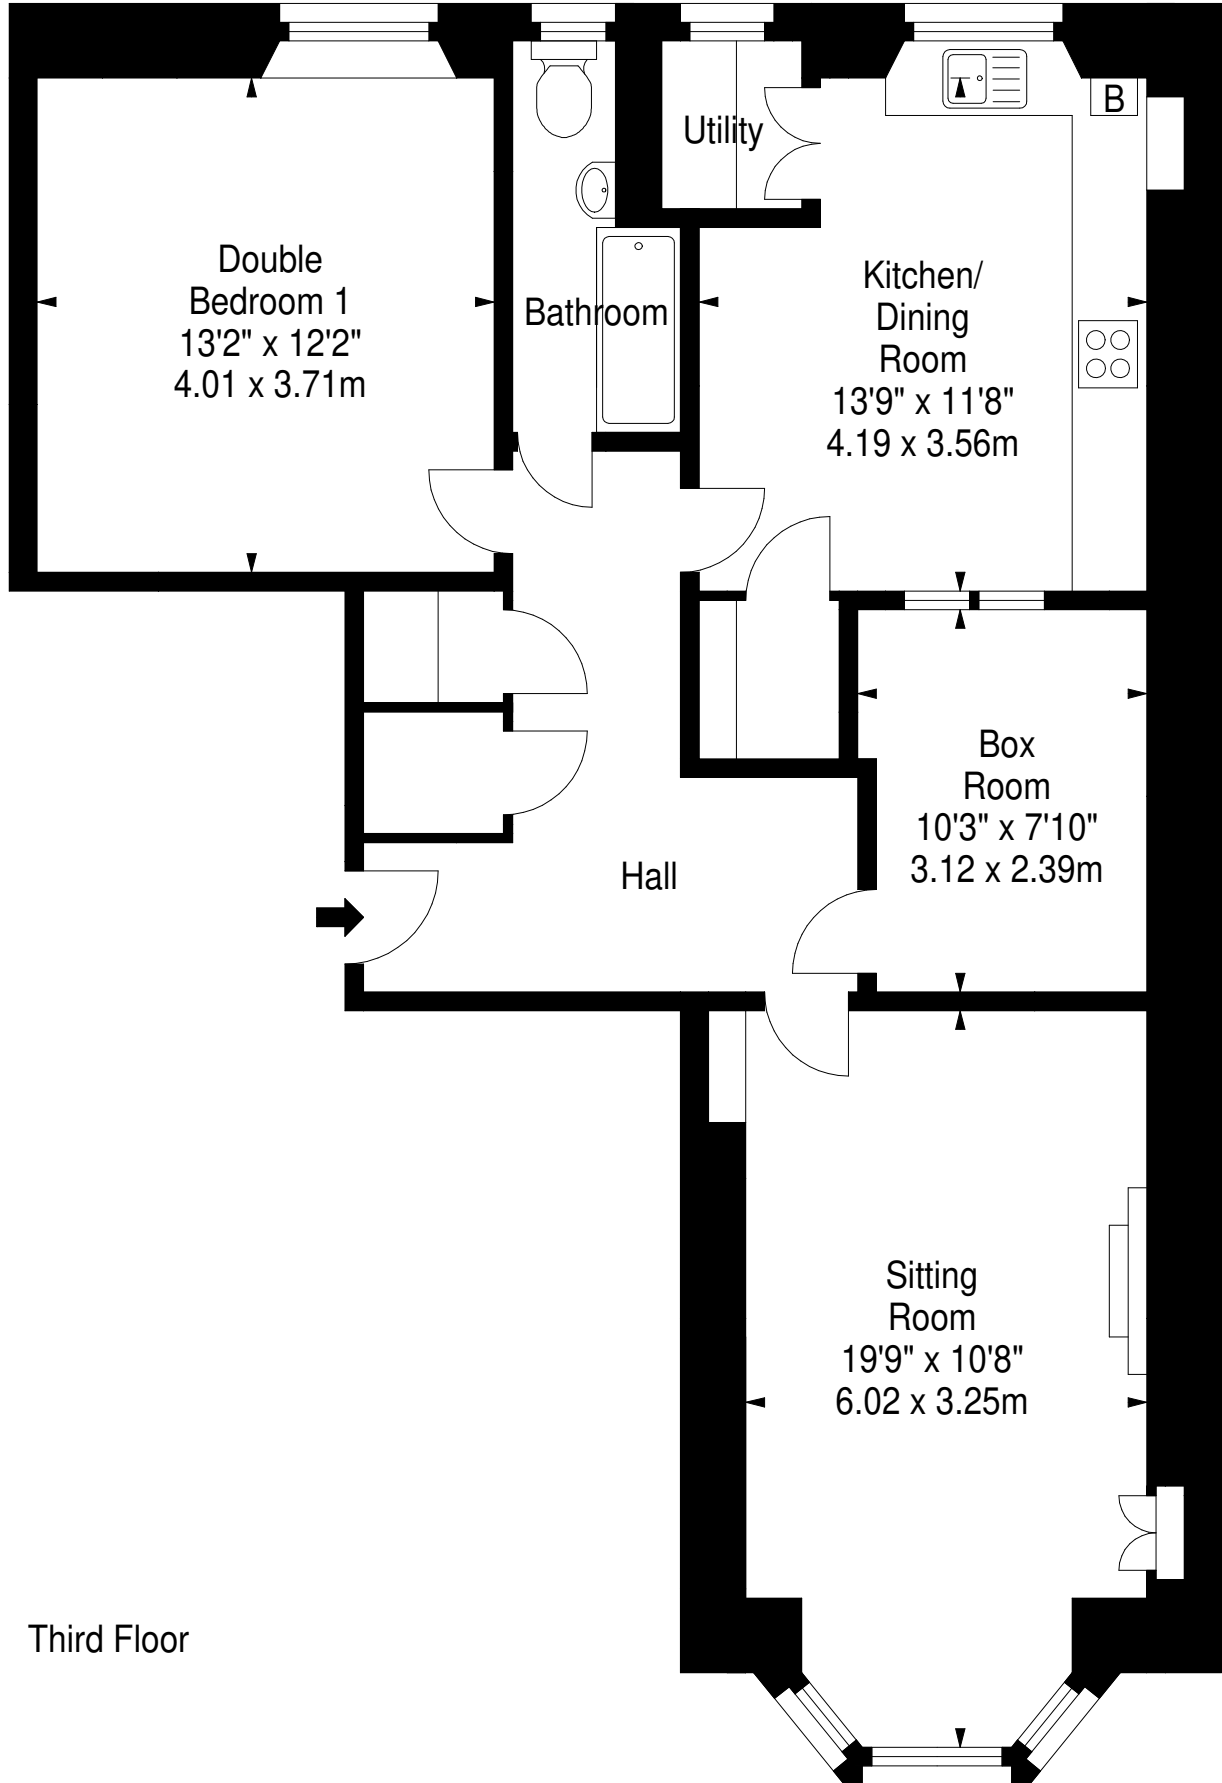 Utility
B
Double
Bedroom 1
13'2" x 12'2"
4.01 x 3.71m
Bathroom
Kitchen/
Dining
Room
13'9" x 11'8"
4.19 x 3.56m
Box
Room
10'3" x 7'10"
3.12 x 2.39m
Hall
Sitting
Room
19'9" x 10'8"
6.02 x 3.25m
Third Floor